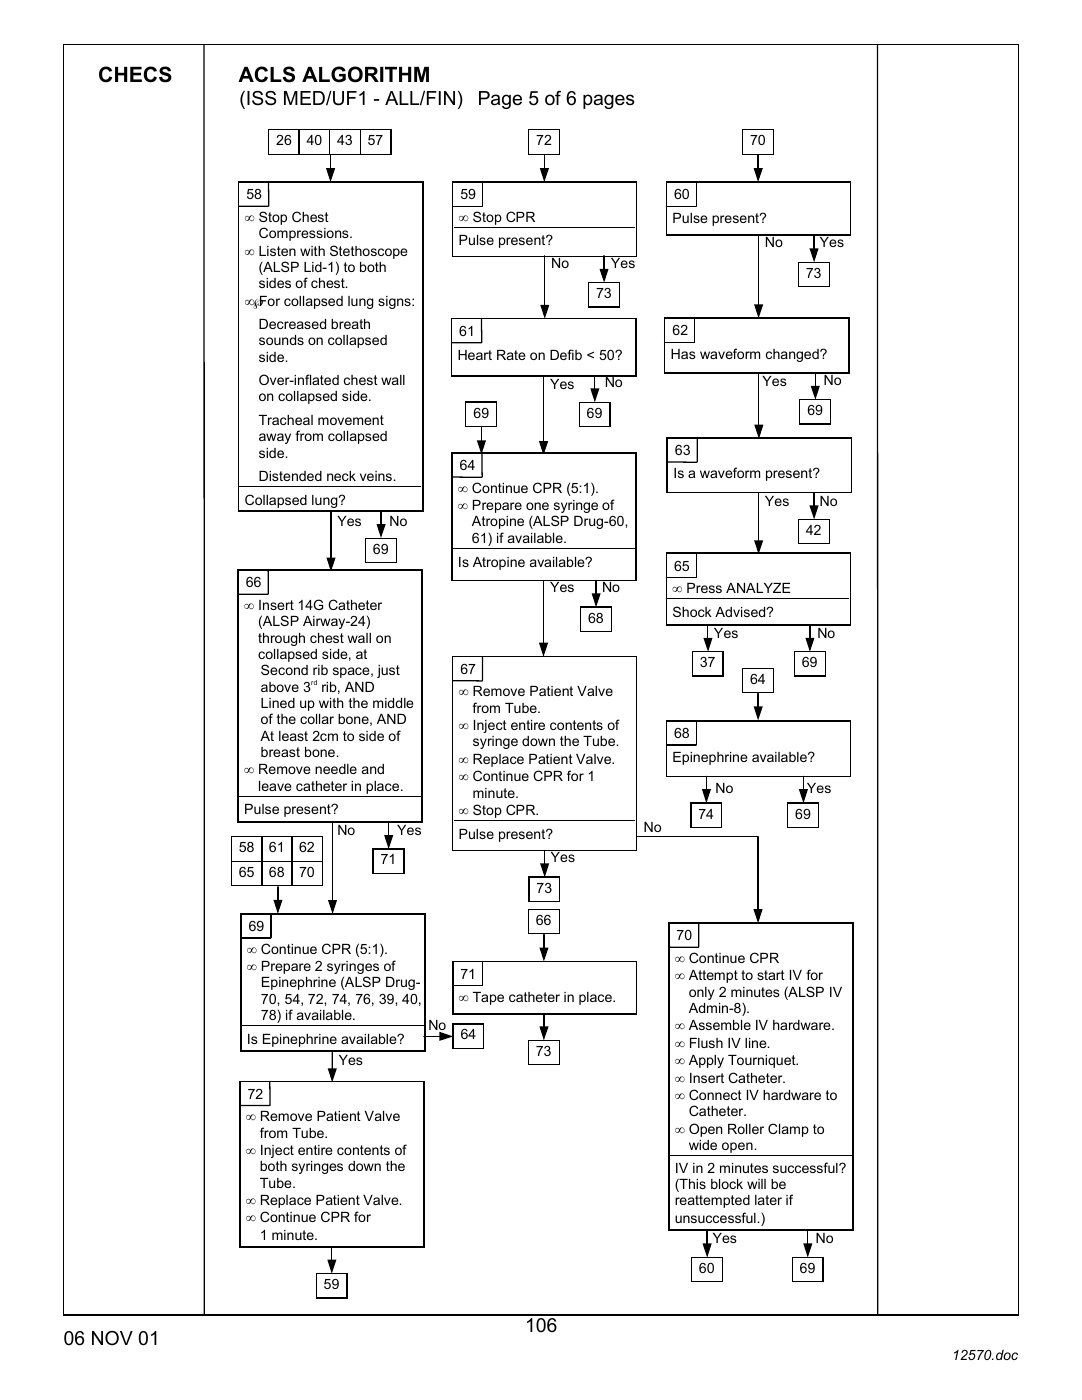 CHECS
ACLS ALGORITHM
(ISS MED/UF1 - ALL/FIN) Page 5 of 6 pages
26 40 43 57
58
∞ Stop Chest
Compressions.
∞ Listen with Stethoscope
(ALSP Lid-1) to both
sides of chest.
∞ For collapsed lung signs:
Decreased breath
sounds on collapsed
side.
Over-inflated chest wall
on collapsed side.
Tracheal movement
away from collapsed
side.
Distended neck veins.
Collapsed lung?
Yes No
69
66
∞ Insert 14G Catheter
(ALSP Airway-24)
through chest wall on
collapsed side, at
Second rib space, just
above 3rd rib, AND
Lined up with the middle
of the collar bone, AND
At least 2cm to side of
breast bone.
∞ Remove needle and
leave catheter in place.
Pulse present?
No Yes
71
58 61 62
65 68 70
69
∞ Continue CPR (5:1).
∞ Prepare 2 syringes of
Epinephrine (ALSP Drug-
70, 54, 72, 74, 76, 39, 40,
78) if available.
Is Epinephrine available?
No
64
Yes
72
∞ Remove Patient Valve
from Tube.
∞ Inject entire contents of
both syringes down the
Tube.
∞ Replace Patient Valve.
∞ Continue CPR for
1 minute.
59
72
59
∞ Stop CPR
Pulse present?
No Yes
73
61
Heart Rate on Defib < 50?
Yes No
69 69
64
∞ Continue CPR (5:1).
∞ Prepare one syringe of
Atropine (ALSP Drug-60,
61) if available.
Is Atropine available?
Yes No
68
67
∞ Remove Patient Valve
from Tube.
∞ Inject entire contents of
syringe down the Tube.
∞ Replace Patient Valve.
∞ Continue CPR for 1
minute.
∞ Stop CPR.
Pulse present?
No
Yes
73
66
71
∞ Tape catheter in place.
73
70
60
Pulse present?
No Yes
73
62
Has waveform changed?
Yes No
69
63
Is a waveform present?
Yes No
42
65
∞ Press ANALYZE
Shock Advised?
Yes No
37 69
64
68
Epinephrine available?
No Yes
74 69
70
∞ Continue CPR
∞ Attempt to start IV for
only 2 minutes (ALSP IV
Admin-8).
∞ Assemble IV hardware.
∞ Flush IV line.
∞ Apply Tourniquet.
∞ Insert Catheter.
∞ Connect IV hardware to
Catheter.
∞ Open Roller Clamp to
wide open.
IV in 2 minutes successful?
(This block will be
reattempted later if
unsuccessful.)
Yes No
60 69
106
06 NOV 01
12570.doc